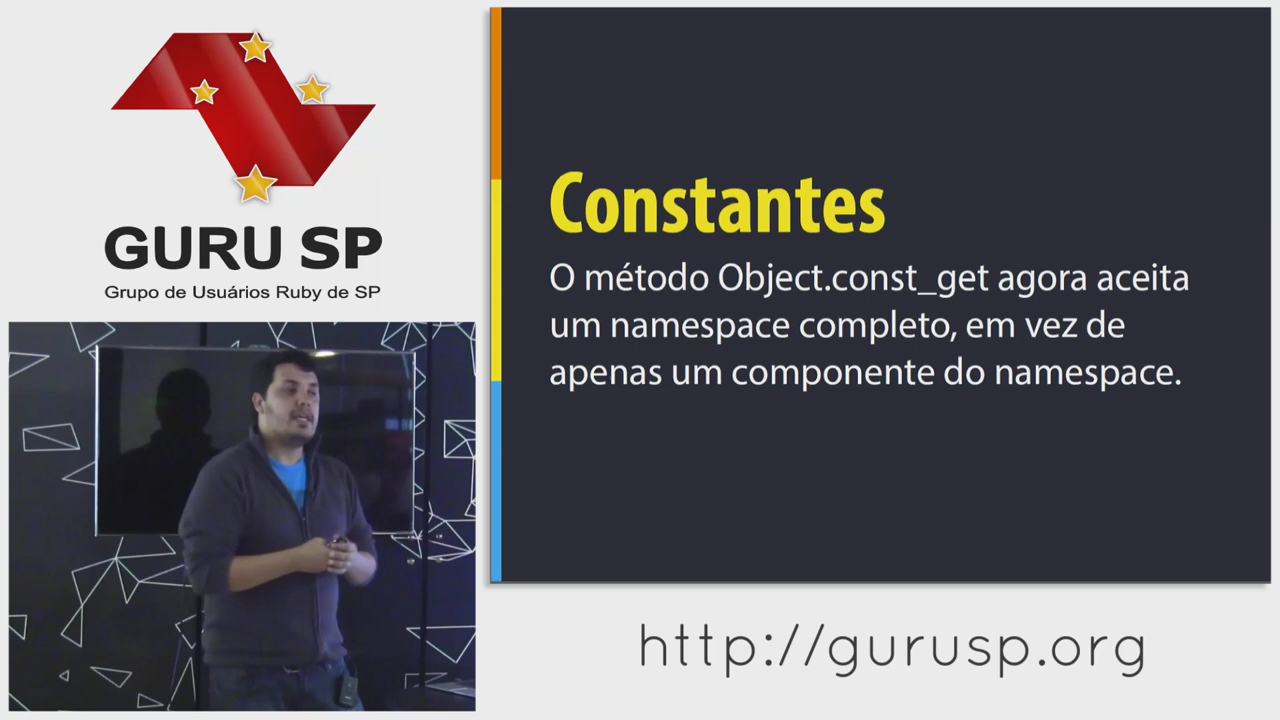 GURU SP
Grupo de Usuários Ruby de SP
Constantes
O método Object.const_get agora aceita
um namespace completo, em vez de
apenas um componente do namespace.
http://gurusp.org